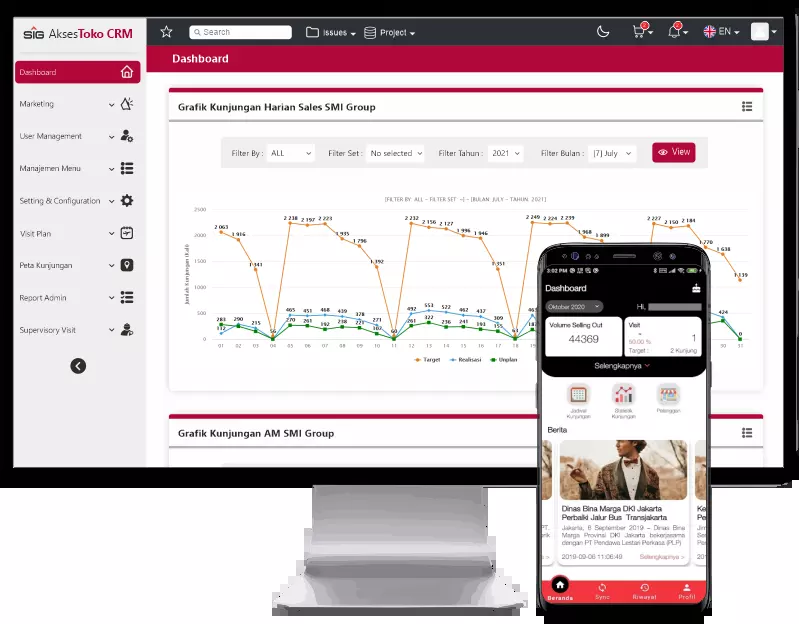 SIG AksesToko CRM
Search
Issues
Project
EN
Dashboard
Dashboard
Marketing
User Management
Manajemen Menu
Setting & Configuration
Visit Plan
Peta Kunjungan
Report Admin
Supervisory Visit
Grafik Kunjungan Harian Sales SMI Group
Filter By : ALL
Filter Set : No selected
Filter Tahun : 2021
Filter Bulan : [7] July
View
[FILTER BY ALL - FILTER SET -] - [BULAN JULY - TAHUN 2021]
Jumlah Kunjungan (Kali)
2500
2000
1500
1000
500
0
2 063
1 916
1 341
56
2 238
2 197
2 223
1 935
1 796
1 392
60
2 232
2 156
2 127
1 996
1 946
1 351
61
2 249
2 224
2 239
1 968
1 899
2 227
2 150
2 184
1 770
1 638
1 139
283
290
235
112
465
451
468
439
378
271
270
261
192
238
221
102
492
553
522
462
437
309
261
322
236
241
193
155
424
0
01 02 03 04 05 06 07 08 09 10 11 12 13 14 15 16 17 18 19 30 31
Target
Realisasi
Unplan
Grafik Kunjungan AM SMI Group
3:02 PM
Dashboard
Oktober 2020
Hi,
Volume Selling Out
44369
Visit
50.00 %
1
Target :
2 Kunjung
Selengkapnya
Jadwal
Kunjungan
Statistik
Kunjungan
Pelanggan
Berita
Dinas Bina Marga DKI Jakarta
Perbaiki Jalur Bus Transjakarta
Jakarta, 6 September 2019 – Dinas Bina
Marga Provinsi DKI Jakarta bekerjasama
dengan PT Pendawa Lestari Perkasa (PLP)
2019-09-06 11:06:49
Selengkapnya »
Beranda
Sync
Riwayat
Profil